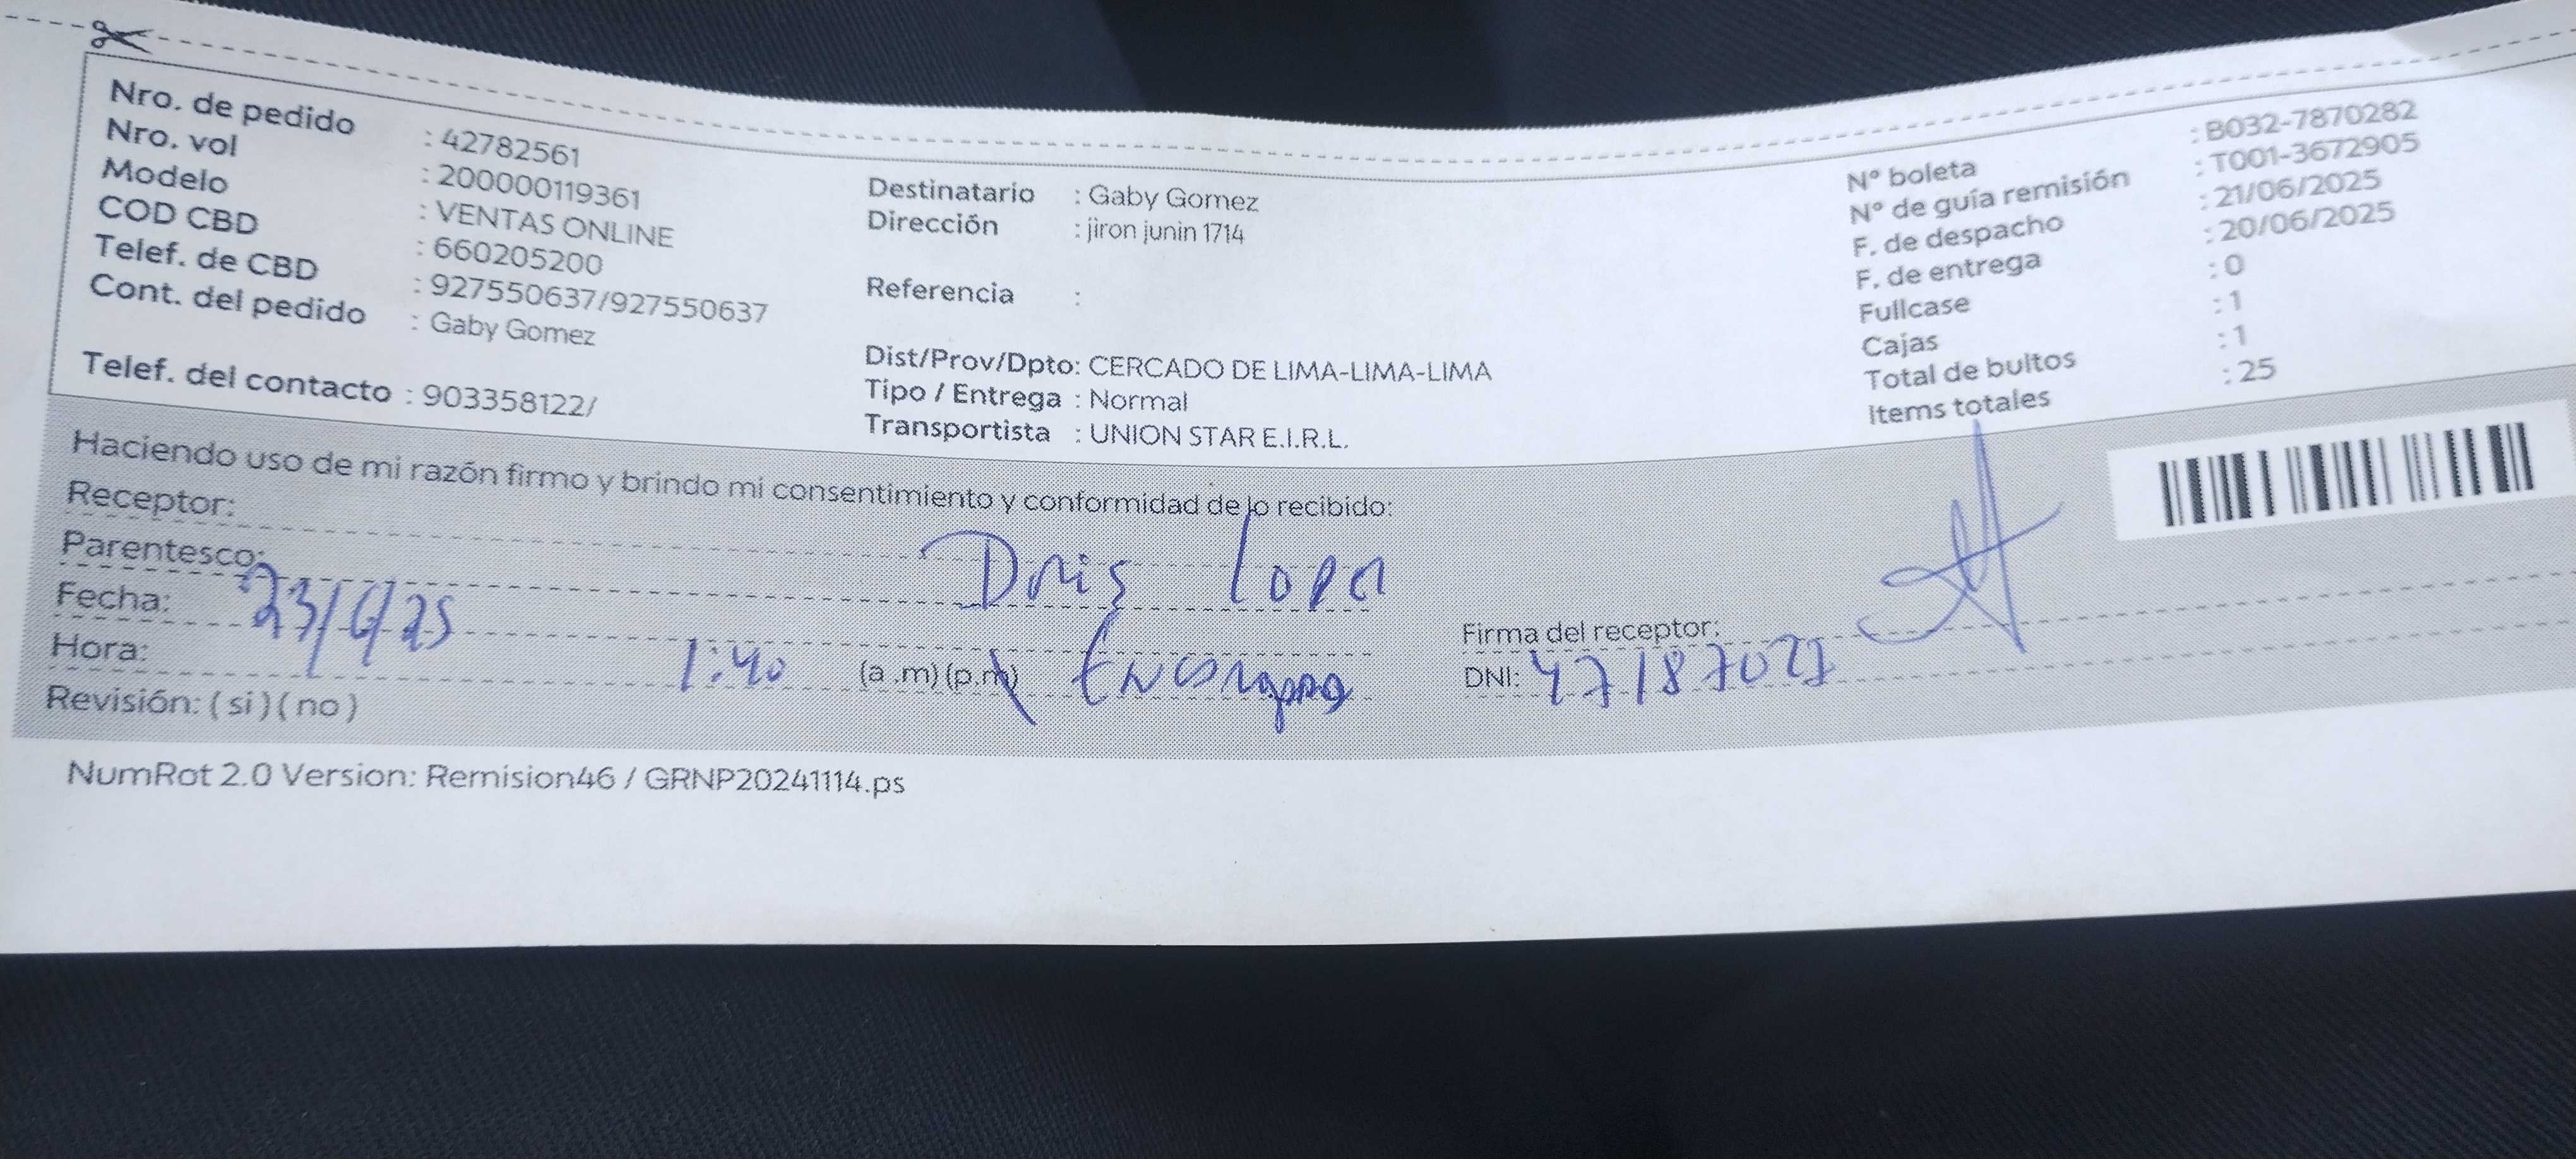 Nro. de pedido : 42782561
Nro. vol : 200000119361
Modelo : VENTAS ONLINE
COD CBD : 660205200
Telef. de CBD : 927550637/927550637
Cont. del pedido : Gaby Gomez
Telef. del contacto : 903358122/
Destinatario : Gaby Gomez
Dirección : jiron junin 1714
Referencia :
Dist/Prov/Dpto: CERCADO DE LIMA-LIMA-LIMA
Tipo / Entrega : Normal
Transportista : UNION STAR E.I.R.L.
N° boleta : B032-7870282
N° de guía remisión : T001-3672905
F. de despacho : 21/06/2025
F. de entrega : 20/06/2025
Fullcase : 0
Cajas : 1
Total de bultos : 1
Items totales : 25
Haciendo uso de mi razón firmo y brindo mi consentimiento y conformidad de lo recibido:
Receptor:
Parentesco:
Fecha: 23/6/25
Hora: 1:40 (a.m)(p.m)
Revisión: (si)(no)
Firma del receptor:
DNI:
NumRot 2.0 Version: Remision46 / GRNP20241114.ps